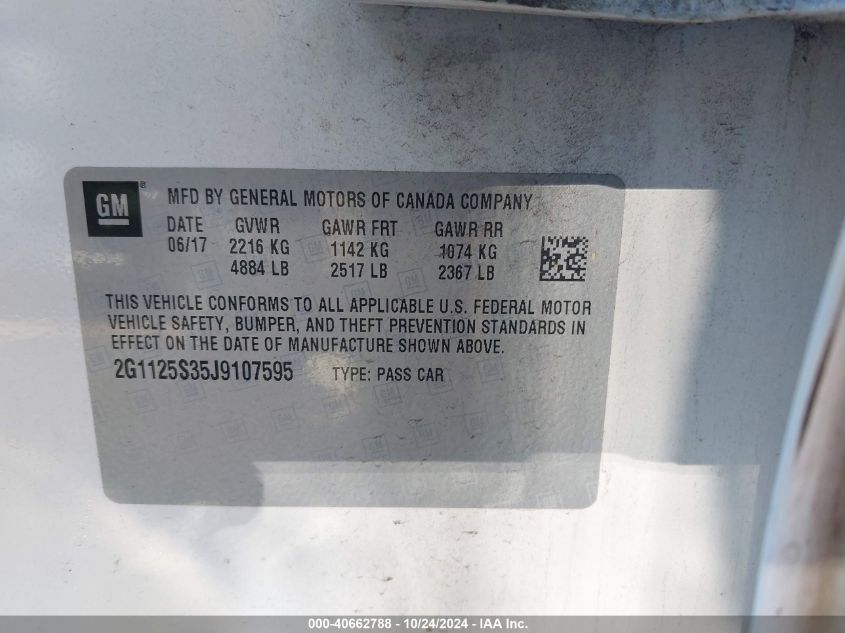 GM®
MFD BY GENERAL MOTORS OF CANADA COMPANY
DATE GVWR GAWR FRT GAWR RR
06/17 2216 KG 1142 KG 1074 KG
4884 LB 2517 LB 2367 LB
THIS VEHICLE CONFORMS TO ALL APPLICABLE U.S. FEDERAL MOTOR
VEHICLE SAFETY, BUMPER, AND THEFT PREVENTION STANDARDS IN
EFFECT ON THE DATE OF MANUFACTURE SHOWN ABOVE.
2G1125S35J9107595 TYPE: PASS CAR
000-40662788 - 10/24/2024 - IAA Inc.